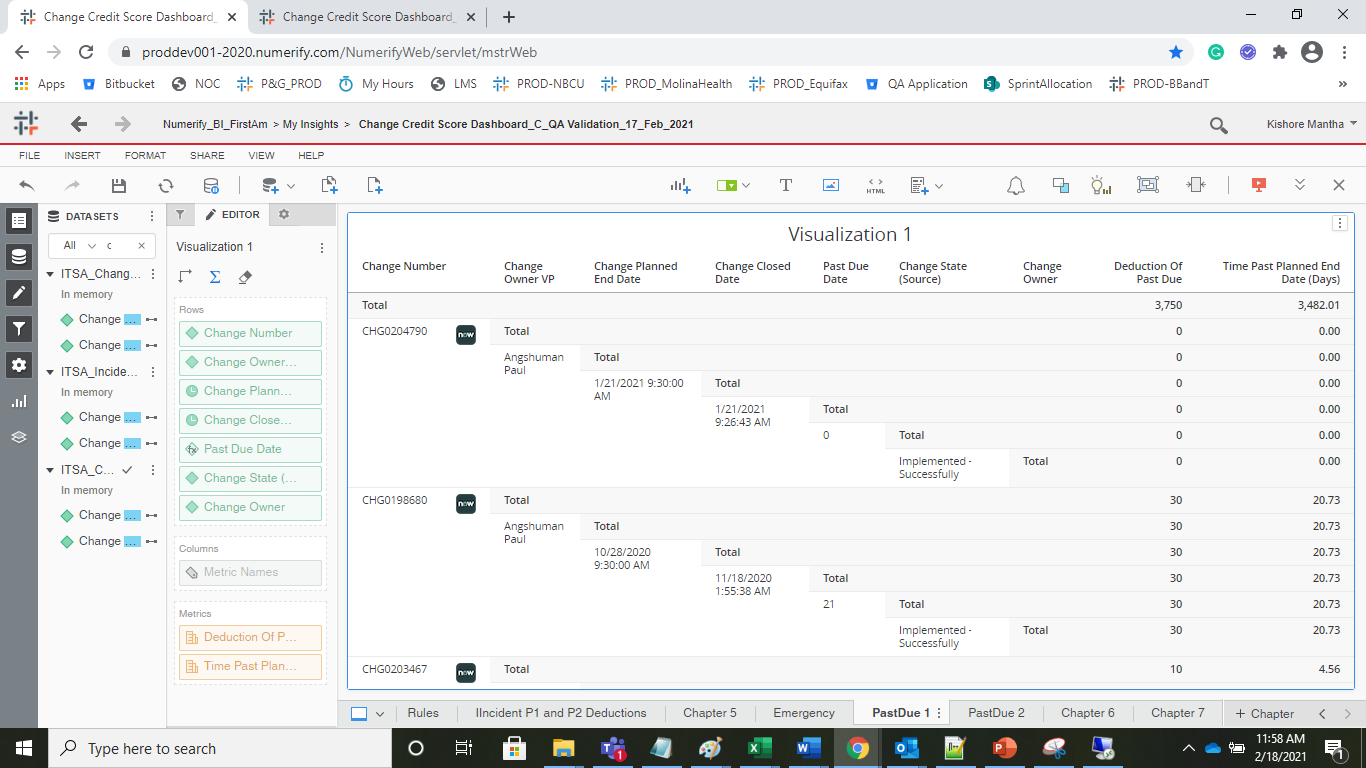 Change Credit Score Dashboard_
Change Credit Score Dashboard_
proddev001-2020.numerify.com/NumerifyWeb/servlet/mstrWeb
Apps Bitbucket NOC P&G_PROD My Hours LMS PROD-NBCU PROD_MolinaHealth PROD_Equifax QA Application SprintAllocation PROD-BBandT »
Numerify_BI_FirstAm > My Insights > Change Credit Score Dashboard_C_QA Validation_17_Feb_2021
Kishore Mantha
FILE INSERT FORMAT SHARE VIEW HELP
HTML
DATASETS
All c
ITSA_Chang...
In memory
Change ...
Change ...
ITSA_Incide...
In memory
Change ...
Change ...
ITSA_C...
In memory
Change ...
Change ...
EDITOR
Visualization 1
Rows
Change Number
Change Owner...
Change Plann...
Change Close...
fx Past Due Date
Change State (...
Change Owner
Columns
Metric Names
Metrics
Deduction Of P...
Time Past Plan...
Visualization 1
Change Number Change Owner VP Change Planned End Date Change Closed Date Past Due Date Change State (Source) Change Owner Deduction Of Past Due Time Past Planned End Date (Days)
Total 3,750 3,482.01
CHG0204790 now Total 0 0.00
Angshuman Paul Total 0 0.00
1/21/2021 9:30:00 AM Total 0 0.00
1/21/2021 9:26:43 AM Total 0 0.00
0 Total 0 0.00
Implemented - Successfully Total 0 0.00
CHG0198680 now Total 30 20.73
Angshuman Paul Total 30 20.73
10/28/2020 9:30:00 AM Total 30 20.73
11/18/2020 1:55:38 AM Total 30 20.73
21 Total 30 20.73
Implemented - Successfully Total 30 20.73
CHG0203467 now Total 10 4.56
Rules IIncident P1 and P2 Deductions Chapter 5 Emergency PastDue 1 PastDue 2 Chapter 6 Chapter 7 + Chapter
Type here to search
11:58 AM
2/18/2021